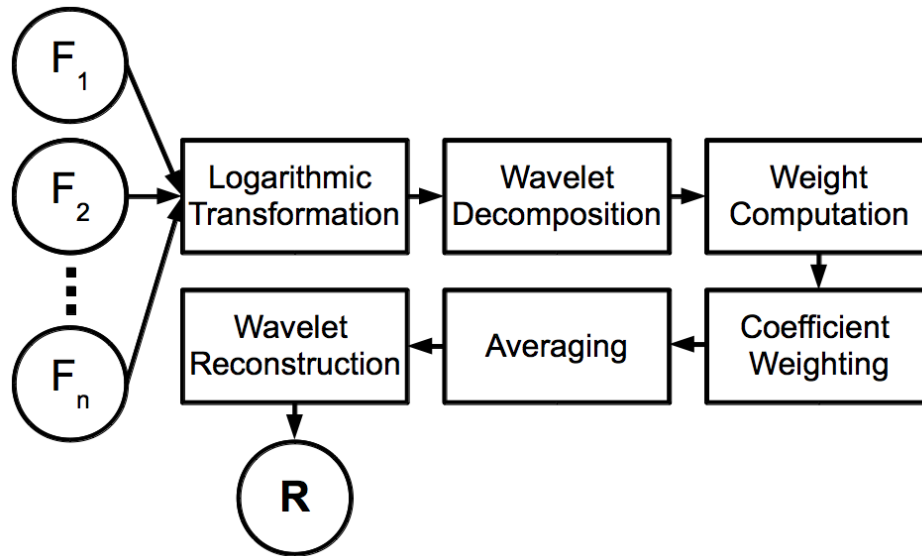 F1
F2
Fn
Logarithmic
Transformation
Wavelet
Decomposition
Weight
Computation
Wavelet
Reconstruction
Averaging
Coefficient
Weighting
R